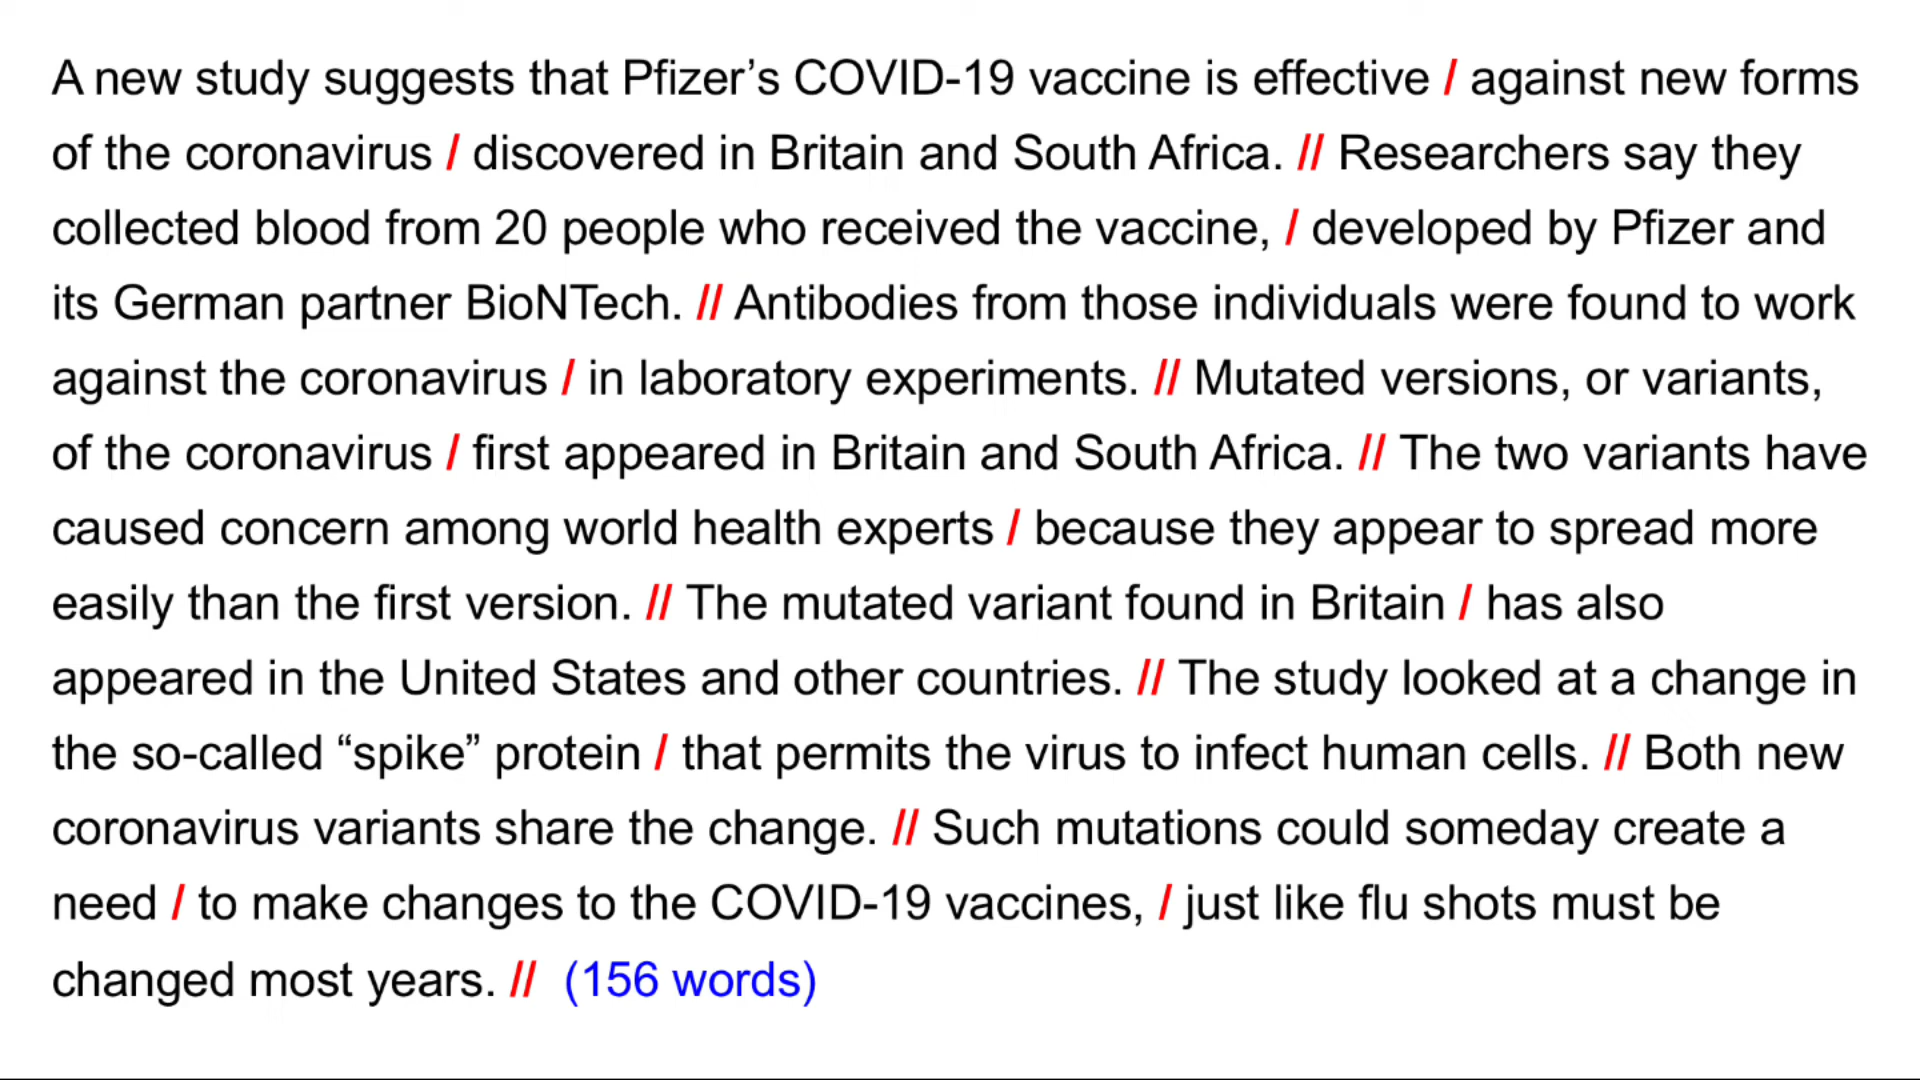 A new study suggests that Pfizer’s COVID-19 vaccine is effective / against new forms
of the coronavirus / discovered in Britain and South Africa. // Researchers say they
collected blood from 20 people who received the vaccine, / developed by Pfizer and
its German partner BioNTech. // Antibodies from those individuals were found to work
against the coronavirus / in laboratory experiments. // Mutated versions, or variants,
of the coronavirus / first appeared in Britain and South Africa. // The two variants have
caused concern among world health experts / because they appear to spread more
easily than the first version. // The mutated variant found in Britain / has also
appeared in the United States and other countries. // The study looked at a change in
the so-called “spike” protein / that permits the virus to infect human cells. // Both new
coronavirus variants share the change. // Such mutations could someday create a
need / to make changes to the COVID-19 vaccines, / just like flu shots must be
changed most years. // (156 words)